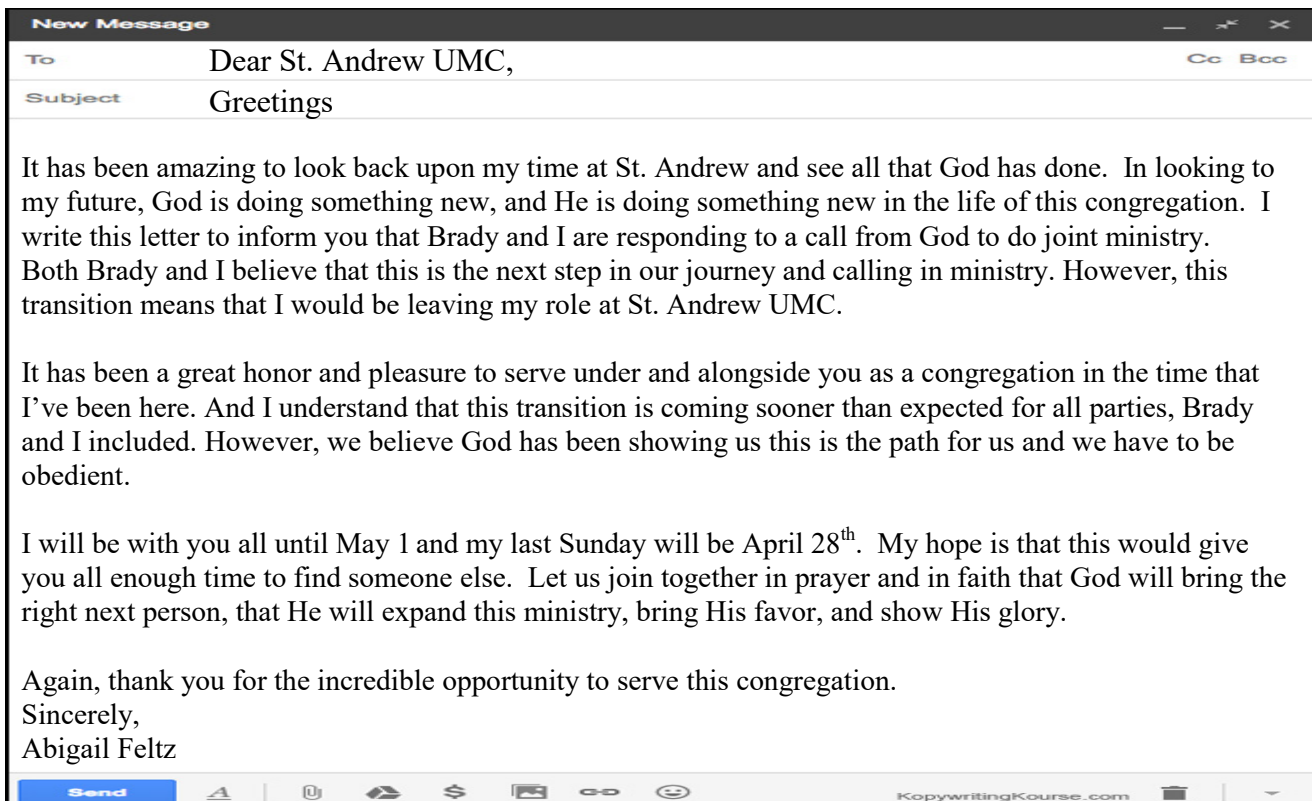 New Message
To Dear St. Andrew UMC, Cc Bcc
Subject Greetings
It has been amazing to look back upon my time at St. Andrew and see all that God has done.  In looking to
my future, God is doing something new, and He is doing something new in the life of this congregation.  I
write this letter to inform you that Brady and I are responding to a call from God to do joint ministry.
Both Brady and I believe that this is the next step in our journey and calling in ministry. However, this
transition means that I would be leaving my role at St. Andrew UMC.
It has been a great honor and pleasure to serve under and alongside you as a congregation in the time that
I’ve been here. And I understand that this transition is coming sooner than expected for all parties, Brady
and I included. However, we believe God has been showing us this is the path for us and we have to be
obedient.
I will be with you all until May 1 and my last Sunday will be April 28th.  My hope is that this would give
you all enough time to find someone else.  Let us join together in prayer and in faith that God will bring the
right next person, that He will expand this ministry, bring His favor, and show His glory.
Again, thank you for the incredible opportunity to serve this congregation.
Sincerely,
Abigail Feltz
Send A $ KopywritingKourse.com